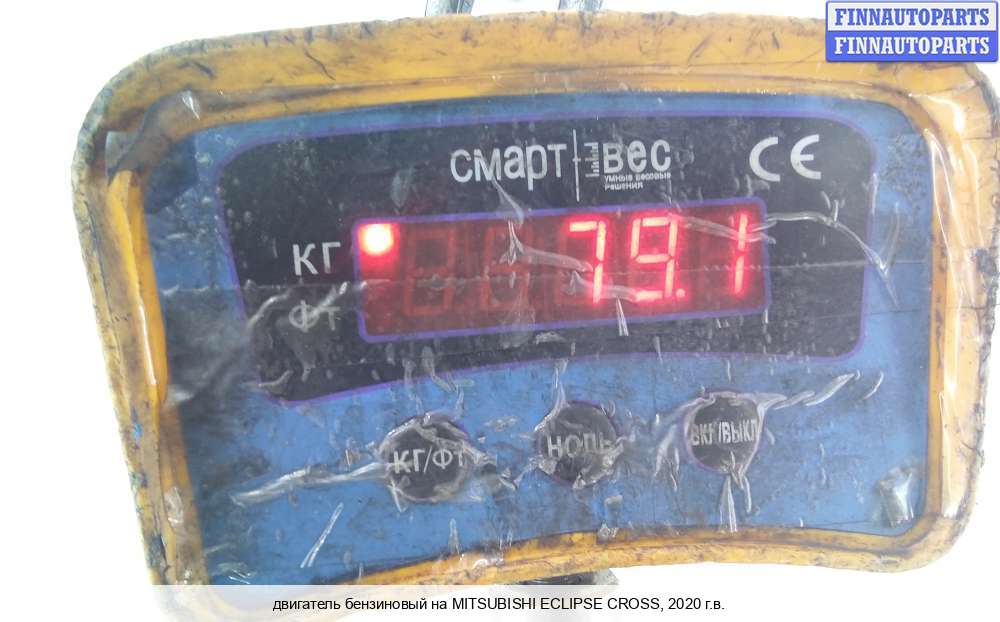 FINNAUTOPARTS
FINNAUTOPARTS
смарт вес
умные весовые
решения
CE
КГ
ФТ
79.1
КГ/ФТ
НОЛЬ
ВКЛ/ВЫКЛ
двигатель бензиновый на MITSUBISHI ECLIPSE CROSS, 2020 г.в.